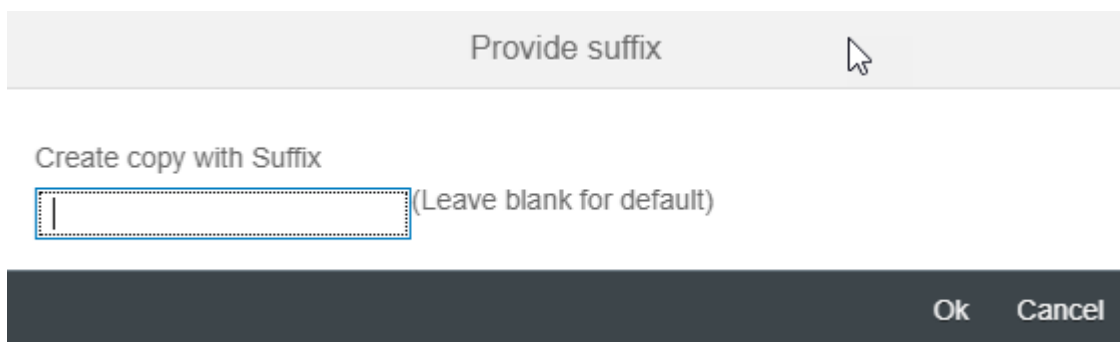 Provide suffix
Create copy with Suffix
(Leave blank for default)
Ok Cancel